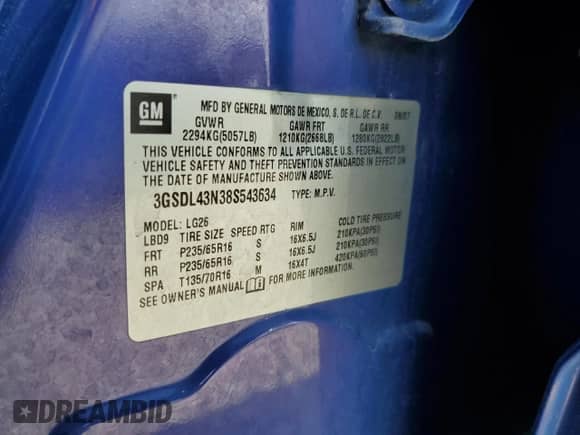 GM
MFD BY GENERAL MOTORS DE MEXICO, S. DE R.L. DE C.V.
GVWR GAWR FRT GAWR RR
2294KG(5057LB) 1210KG(2668LB) 1280KG(2822LB)
THIS VEHICLE CONFORMS TO ALL APPLICABLE U.S. FEDERAL MOTOR
VEHICLE SAFETY AND THEFT PREVENTION STANDARDS IN EFFECT ON
THE DATE OF MANUFACTURE SHOWN ABOVE.
3GSDL43N38S543634 TYPE: M.P.V.
MODEL: LG26
LBD9 TIRE SIZE SPEED RTG RIM COLD TIRE PRESSURE
FRT P235/65R16 S 16X6.5J 210KPA(30PSI)
RR P235/65R16 S 16X6.5J 210KPA(30PSI)
SPA T135/70R16 M 16X4T 420KPA(60PSI)
SEE OWNER'S MANUAL FOR MORE INFORMATION.
DREAMBID